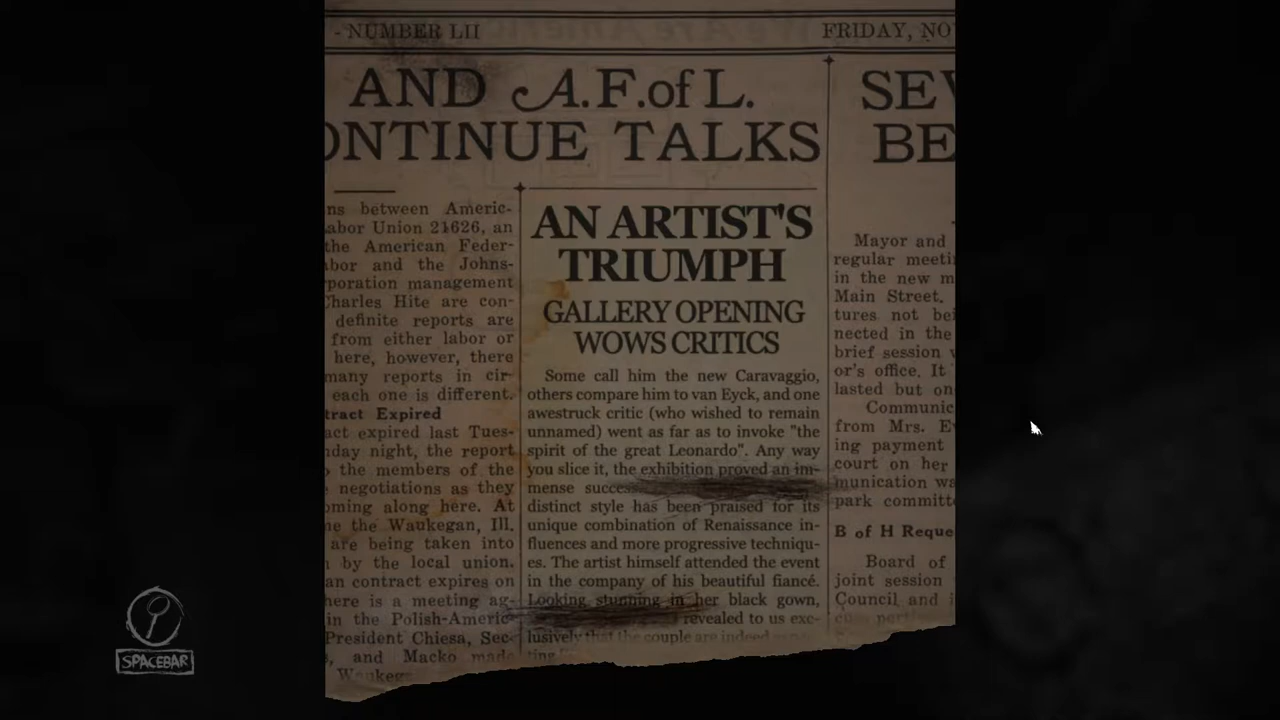 - NUMBER LII
FRIDAY, NO
AND A.F.of L.
ONTINUE TALKS
ns between Americ-
abor Union 21626, an
the American Feder-
bor and the Johns-
poration management
Charles Hite are con-
definite reports are
from either labor or
here, however, there
many reports in cir-
each one is different.
tract Expired
act expired last Tues-
day night, the report
the members of the
negotiations as they
oming along here. At
e the Waukegan, Ill.
are being taken into
by the local union.
an contract expires on
here is a meeting ag-
in the Polish-Americ-
President Chiesa, Sec-
, and Macko made
Waukeg
AN ARTIST'S
TRIUMPH
GALLERY OPENING
WOWS CRITICS
Some call him the new Caravaggio,
others compare him to van Eyck, and one
awestruck critic (who wished to remain
unnamed) went as far as to invoke "the
spirit of the great Leonardo". Any way
you slice it, the exhibition proved an im-
mense success
distinct style has been praised for its
unique combination of Renaissance in-
fluences and more progressive techniqu-
es. The artist himself attended the event
in the company of his beautiful fiancé.
Looking stunning in her black gown,
revealed to us exc-
lusively that the couple are indeed
ting
SEV
BE
Mayor and
regular meeti
in the new m
Main Street.
tures not bei
nected in the
brief session w
or's office. It
lasted but on
Communic
from Mrs. Ev
ing payment
court on her
munication wa
park committe
B of H Reque
Board of
joint session
Council and i
SPACEBAR